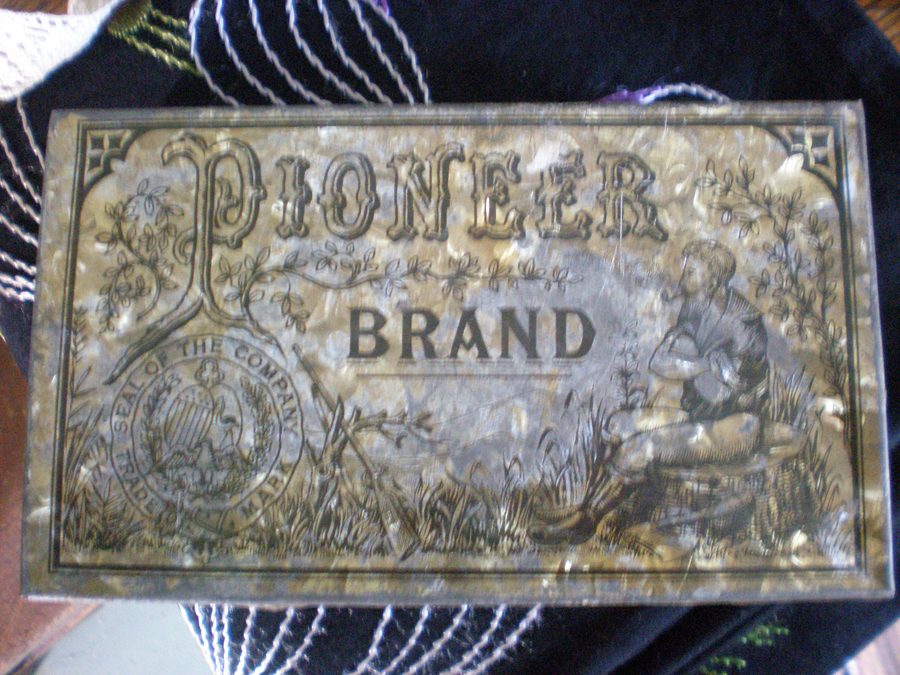 PIONEER
BRAND
SEAL OF THE COMPANY
TRADE MARK